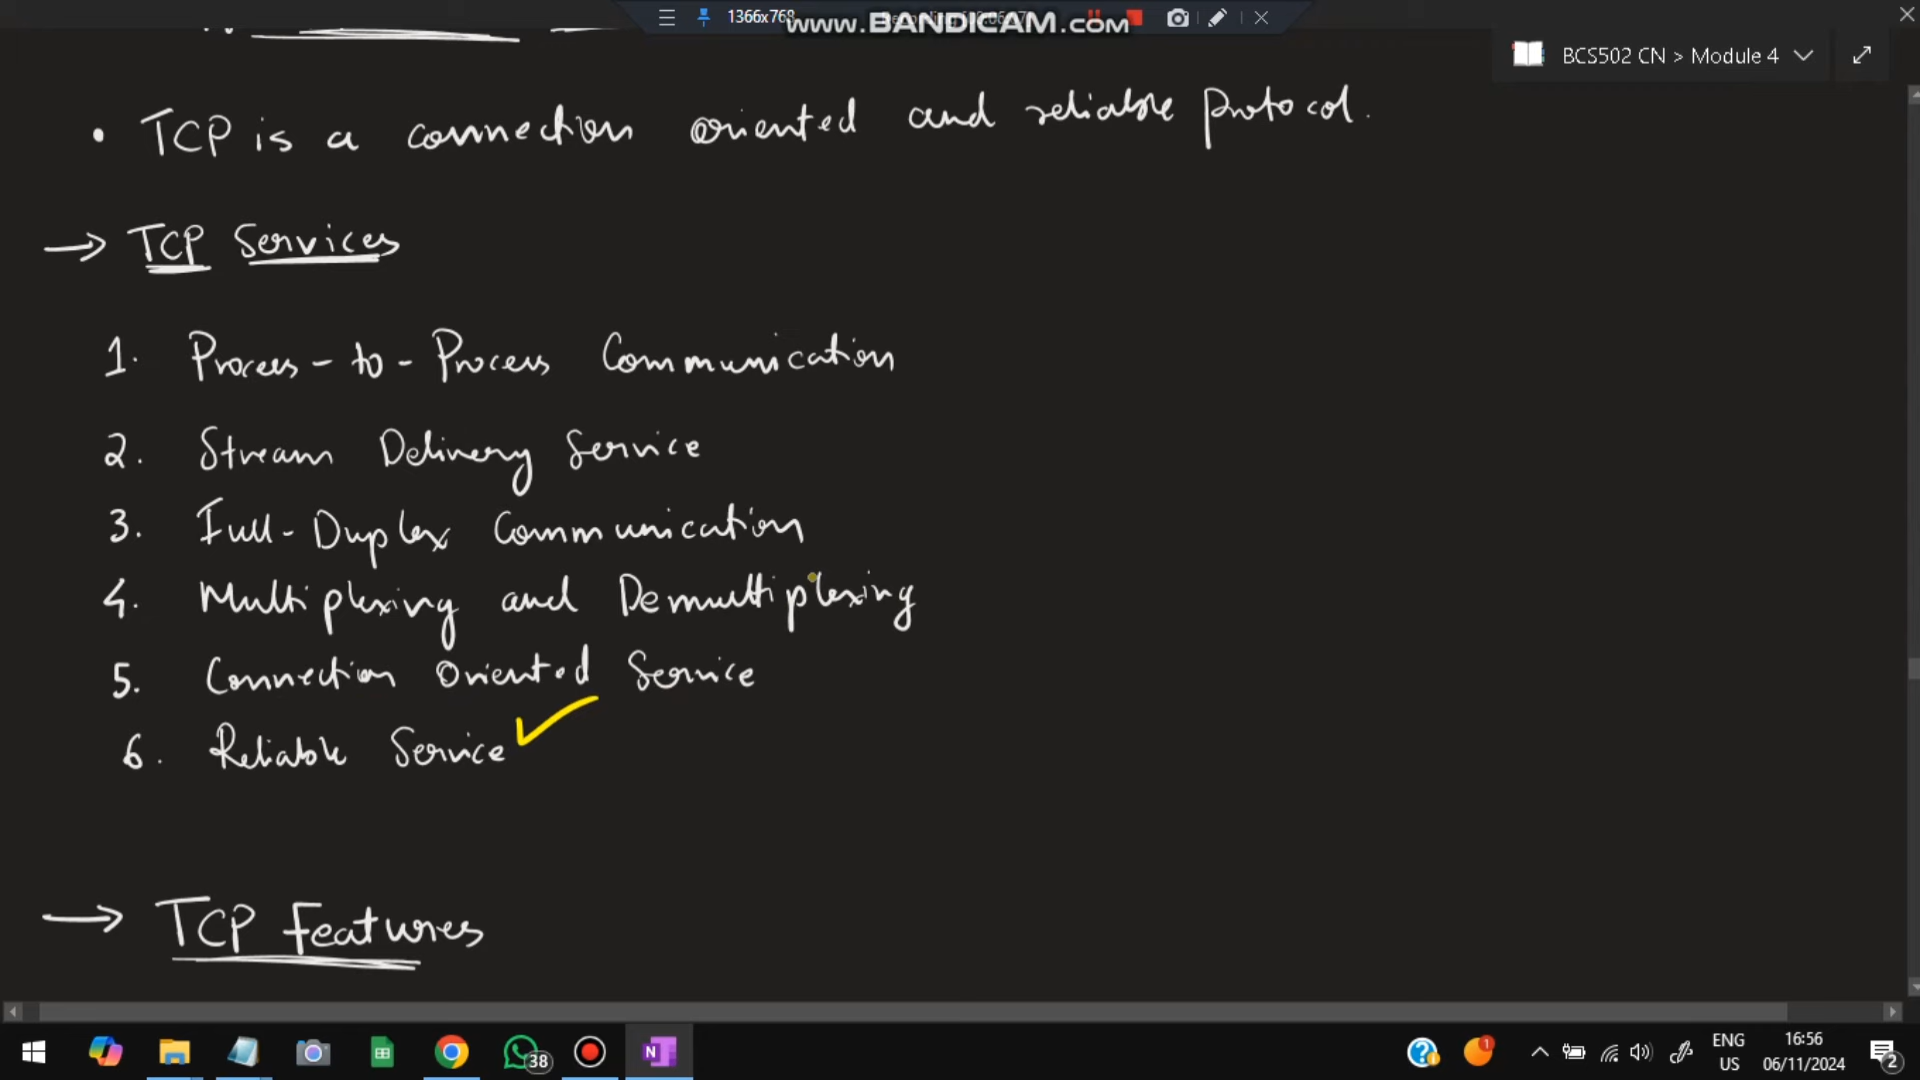 1366x768
www.BANDICAM.com
BCS502 CN > Module 4
• TCP is a connection oriented and reliable protocol.
→ TCP Services
1. Process-to-Process Communication
2. Stream Delivery Service
3. Full-Duplex Communication
4. Multiplexing and Demultiplexing
5. Connection Oriented Service
6. Reliable Service
→ TCP Features
38
N
1
ENG
US
16:56
06/11/2024
2